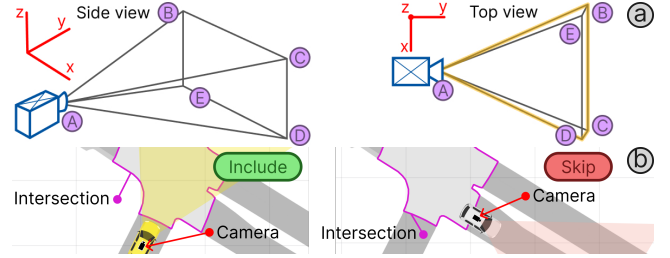 Side view
z
y
x
A
B
C
D
E
Top view
z
y
x
A
B
E
C
D
a
Include
Intersection
Camera
Skip
b
Camera
Intersection